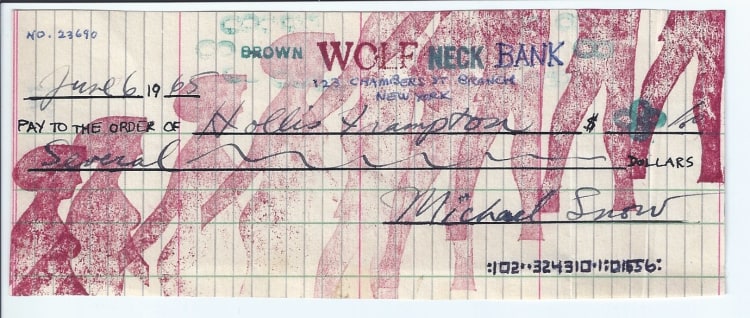 NO. 23690
BROWN WOLF NECK BANK
123 CHAMBERS ST BRANCH
NEW YORK
June 6 1965
PAY TO THE ORDER OF Hollis Frampton $
Several DOLLARS
Michael Snow
:102··324310·1:01656: